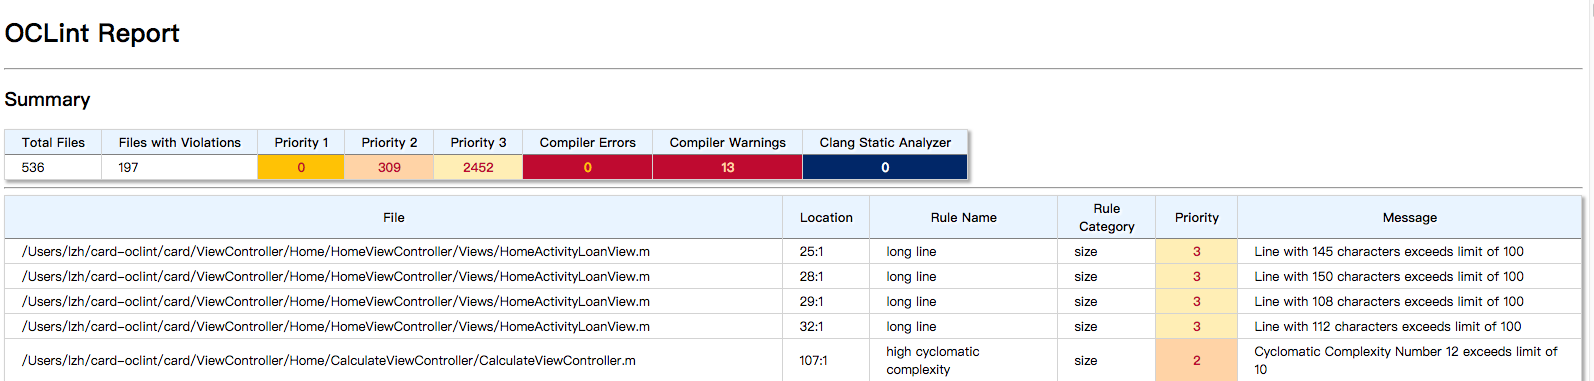 OCLint Report
Summary
Total Files Files with Violations Priority 1 Priority 2 Priority 3 Compiler Errors Compiler Warnings Clang Static Analyzer
536 197 0 309 2452 0 13 0
File Location Rule Name Rule Category Priority Message
/Users/lzh/card-oclint/card/ViewController/Home/HomeViewController/Views/HomeActivityLoanView.m 25:1 long line size 3 Line with 145 characters exceeds limit of 100
/Users/lzh/card-oclint/card/ViewController/Home/HomeViewController/Views/HomeActivityLoanView.m 28:1 long line size 3 Line with 150 characters exceeds limit of 100
/Users/lzh/card-oclint/card/ViewController/Home/HomeViewController/Views/HomeActivityLoanView.m 29:1 long line size 3 Line with 108 characters exceeds limit of 100
/Users/lzh/card-oclint/card/ViewController/Home/HomeViewController/Views/HomeActivityLoanView.m 32:1 long line size 3 Line with 112 characters exceeds limit of 100
/Users/lzh/card-oclint/card/ViewController/Home/CalculateViewController/CalculateViewController.m 107:1 high cyclomatic complexity size 2 Cyclomatic Complexity Number 12 exceeds limit of 10